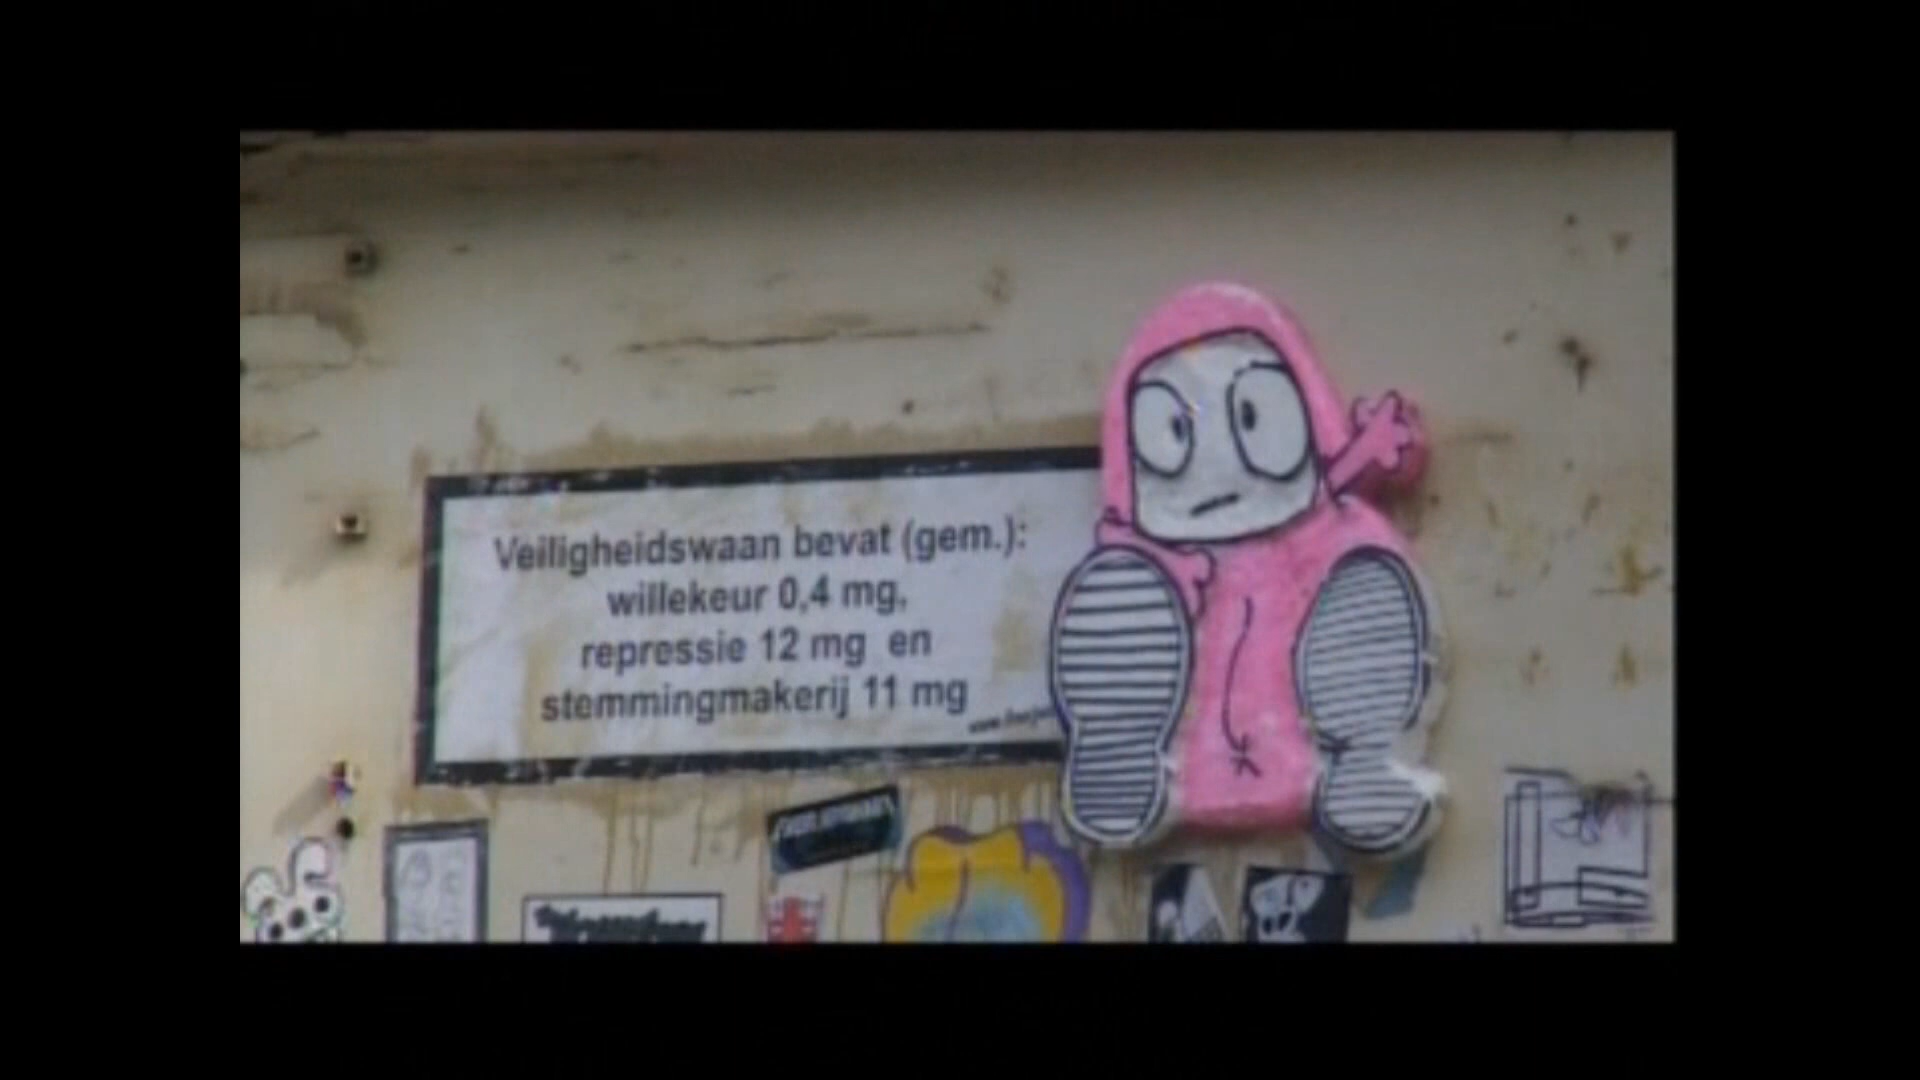 Veiligheidswaan bevat (gem.):
willekeur 0,4 mg,
repressie 12 mg en
stemmingmakerij 11 mg